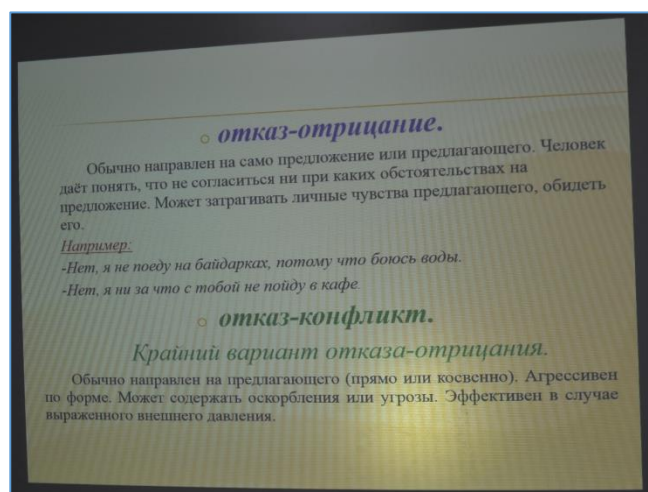 отказ-отрицание.
Обычно направлен на само предложение или предлагающего. Человек
даёт понять, что не согласиться ни при каких обстоятельствах на
предложение. Может затрагивать личные чувства предлагающего, обидеть
его.
Например:
-Нет, я не поеду на байдарках, потому что боюсь воды.
-Нет, я ни за что с тобой не пойду в кафе.
отказ-конфликт.
Крайний вариант отказа-отрицания.
Обычно направлен на предлагающего (прямо или косвенно). Агрессивен
по форме. Может содержать оскорбления или угрозы. Эффективен в случае
выраженного внешнего давления.